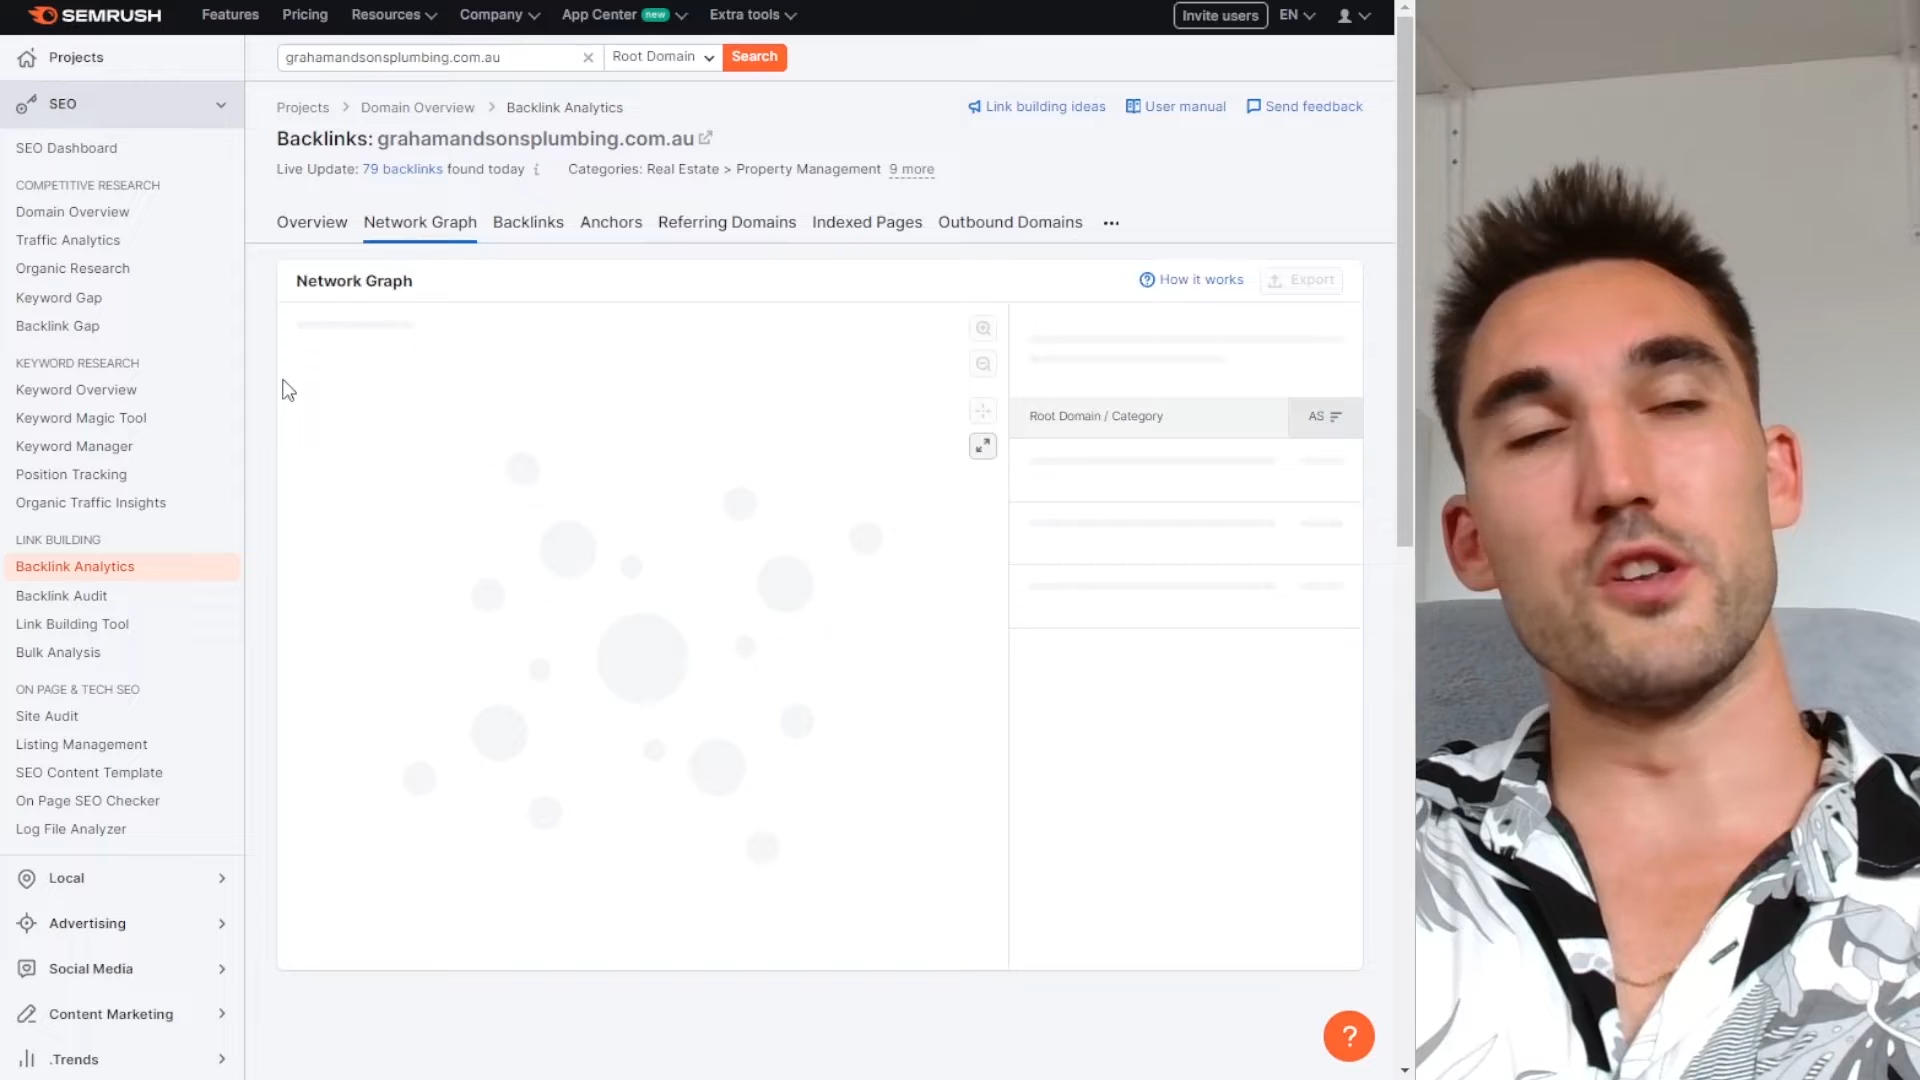 SEMRUSH
Features
Pricing
Resources
Company
App Center new
Extra tools
Invite users
EN
Projects
SEO
SEO Dashboard
COMPETITIVE RESEARCH
Domain Overview
Traffic Analytics
Organic Research
Keyword Gap
Backlink Gap
KEYWORD RESEARCH
Keyword Overview
Keyword Magic Tool
Keyword Manager
Position Tracking
Organic Traffic Insights
LINK BUILDING
Backlink Analytics
Backlink Audit
Link Building Tool
Bulk Analysis
ON PAGE & TECH SEO
Site Audit
Listing Management
SEO Content Template
On Page SEO Checker
Log File Analyzer
Local
Advertising
Social Media
Content Marketing
.Trends
grahamandsonsplumbing.com.au
Root Domain
Search
Projects > Domain Overview > Backlink Analytics
Link building ideas
User manual
Send feedback
Backlinks: grahamandsonsplumbing.com.au
Live Update: 79 backlinks found today i
Categories: Real Estate > Property Management 9 more
Overview
Network Graph
Backlinks
Anchors
Referring Domains
Indexed Pages
Outbound Domains
Network Graph
How it works
Export
Root Domain / Category
AS
?